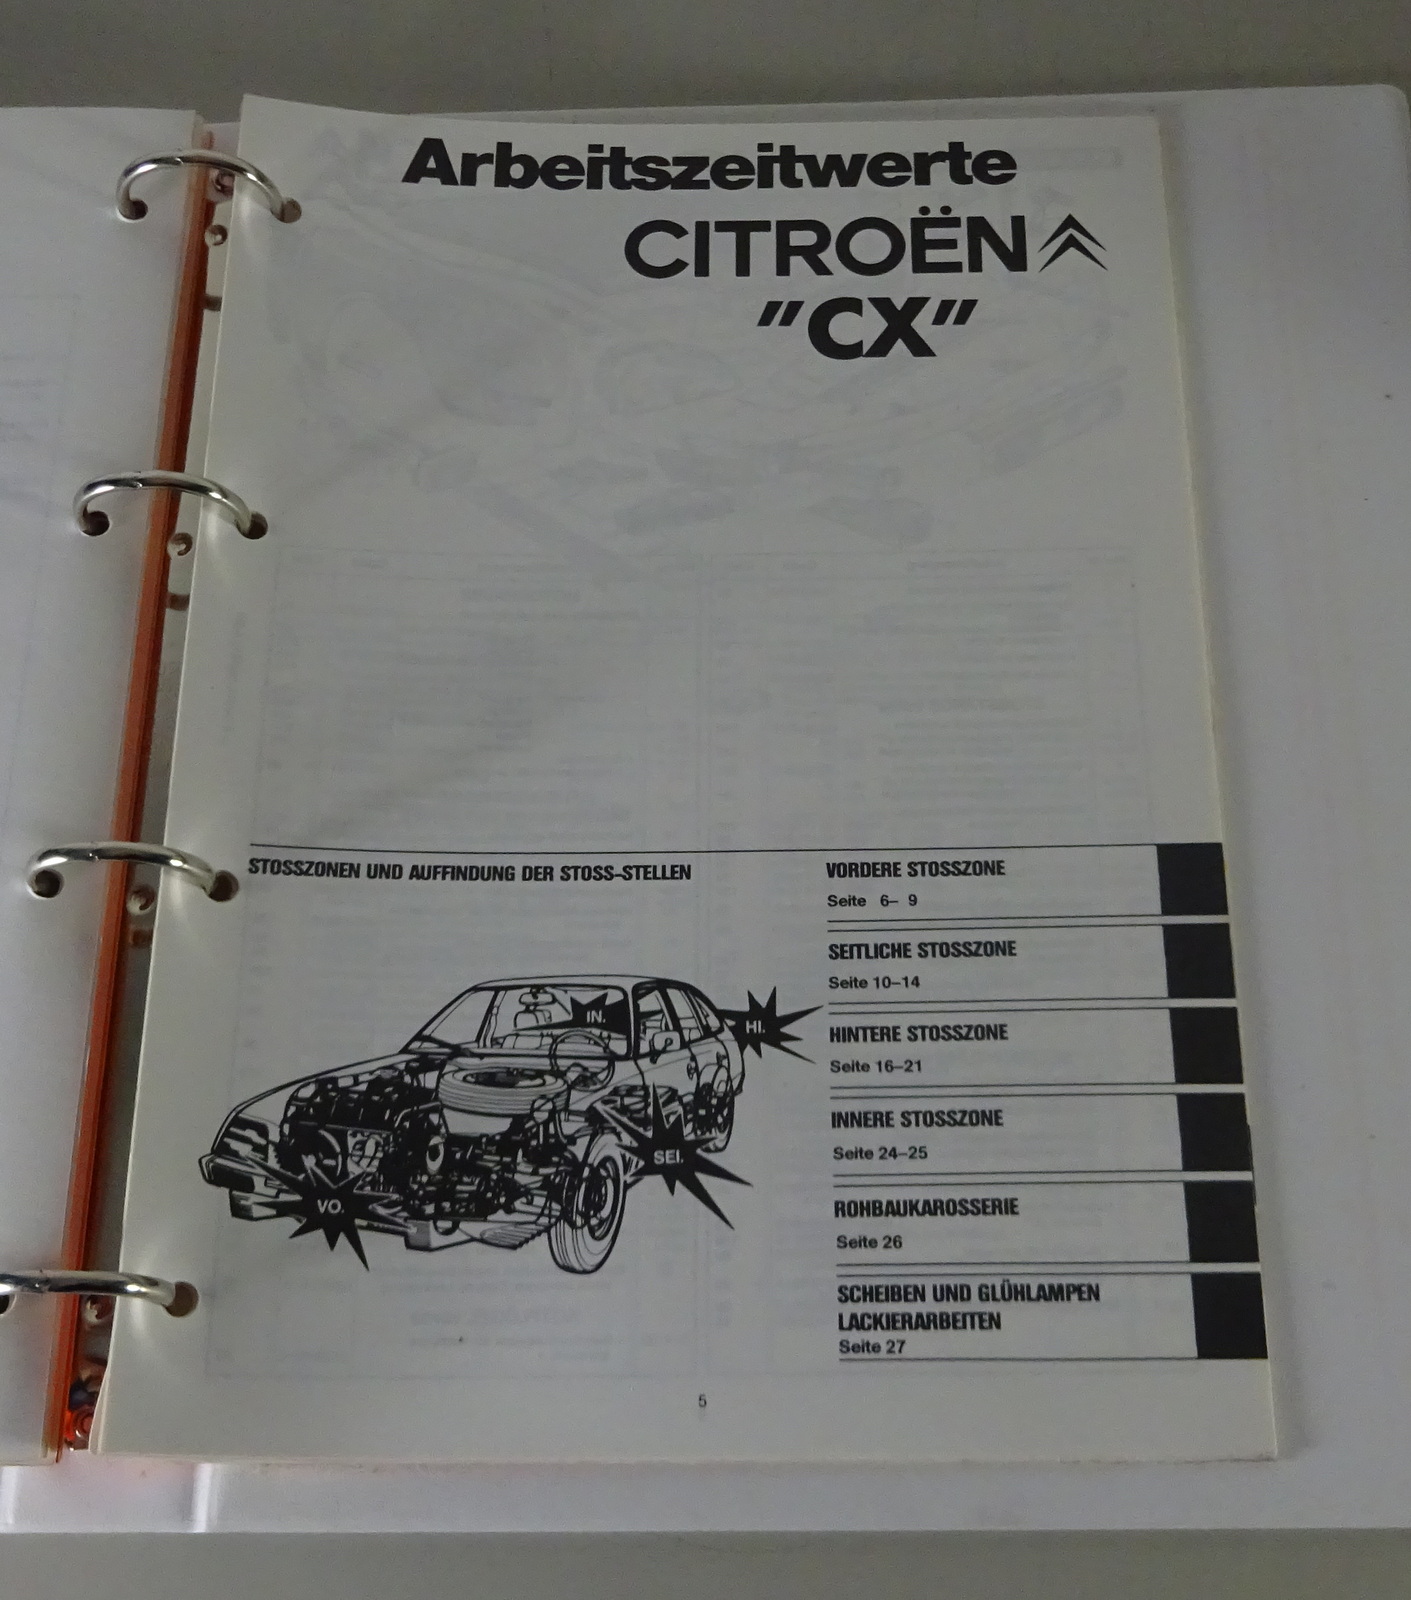 Arbeitszeitwerte
CITROËN
"CX"
STOSSZONEN UND AUFFINDUNG DER STOSS-STELLEN
VORDERE STOSSZONE
Seite 6– 9
SEITLICHE STOSSZONE
Seite 10–14
HINTERE STOSSZONE
Seite 16–21
INNERE STOSSZONE
Seite 24–25
ROHBAUKAROSSERIE
Seite 26
SCHEIBEN UND GLÜHLAMPEN
LACKIERARBEITEN
Seite 27
IN.
HI.
SEI.
VO.
5